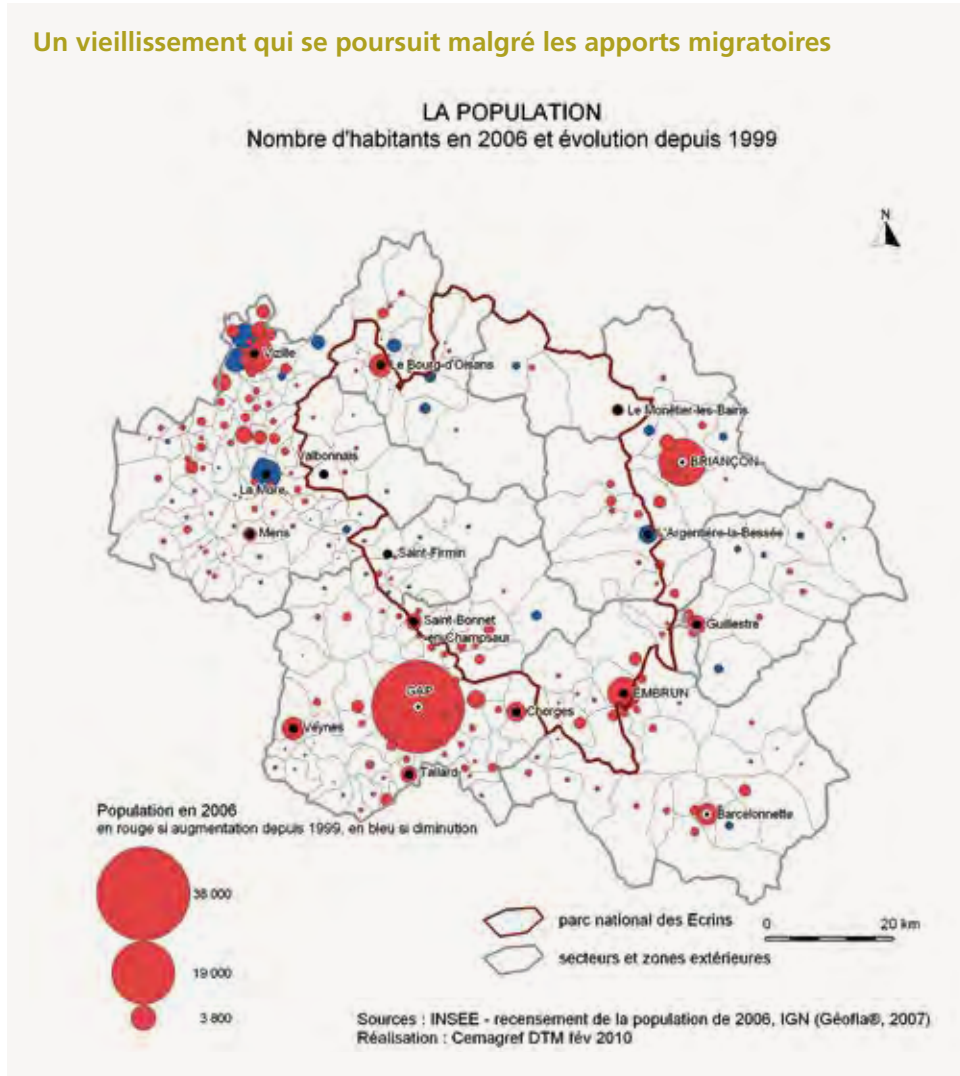 Un vieillissement qui se poursuit malgré les apports migratoires
LA POPULATION
Nombre d'habitants en 2006 et évolution depuis 1999
N
Vizille
Le Bourg-d'Oisans
Le Monêtier-les-Bains
Valbonnais
BRIANÇON
La Mure
L'Argentière-la-Bessée
Mens
Saint-Firmin
Saint-Bonnet
en-Champsaur
Guillestre
GAP
EMBRUN
Chorges
Veynes
Tallard
Barcelonnette
Population en 2006
en rouge si augmentation depuis 1999, en bleu si diminution
38 000
19 000
3 800
parc national des Ecrins
secteurs et zones extérieures
0 20 km
Sources : INSEE - recensement de la population de 2006, IGN (Géofla®, 2007)
Réalisation : Cemagref DTM fév 2010